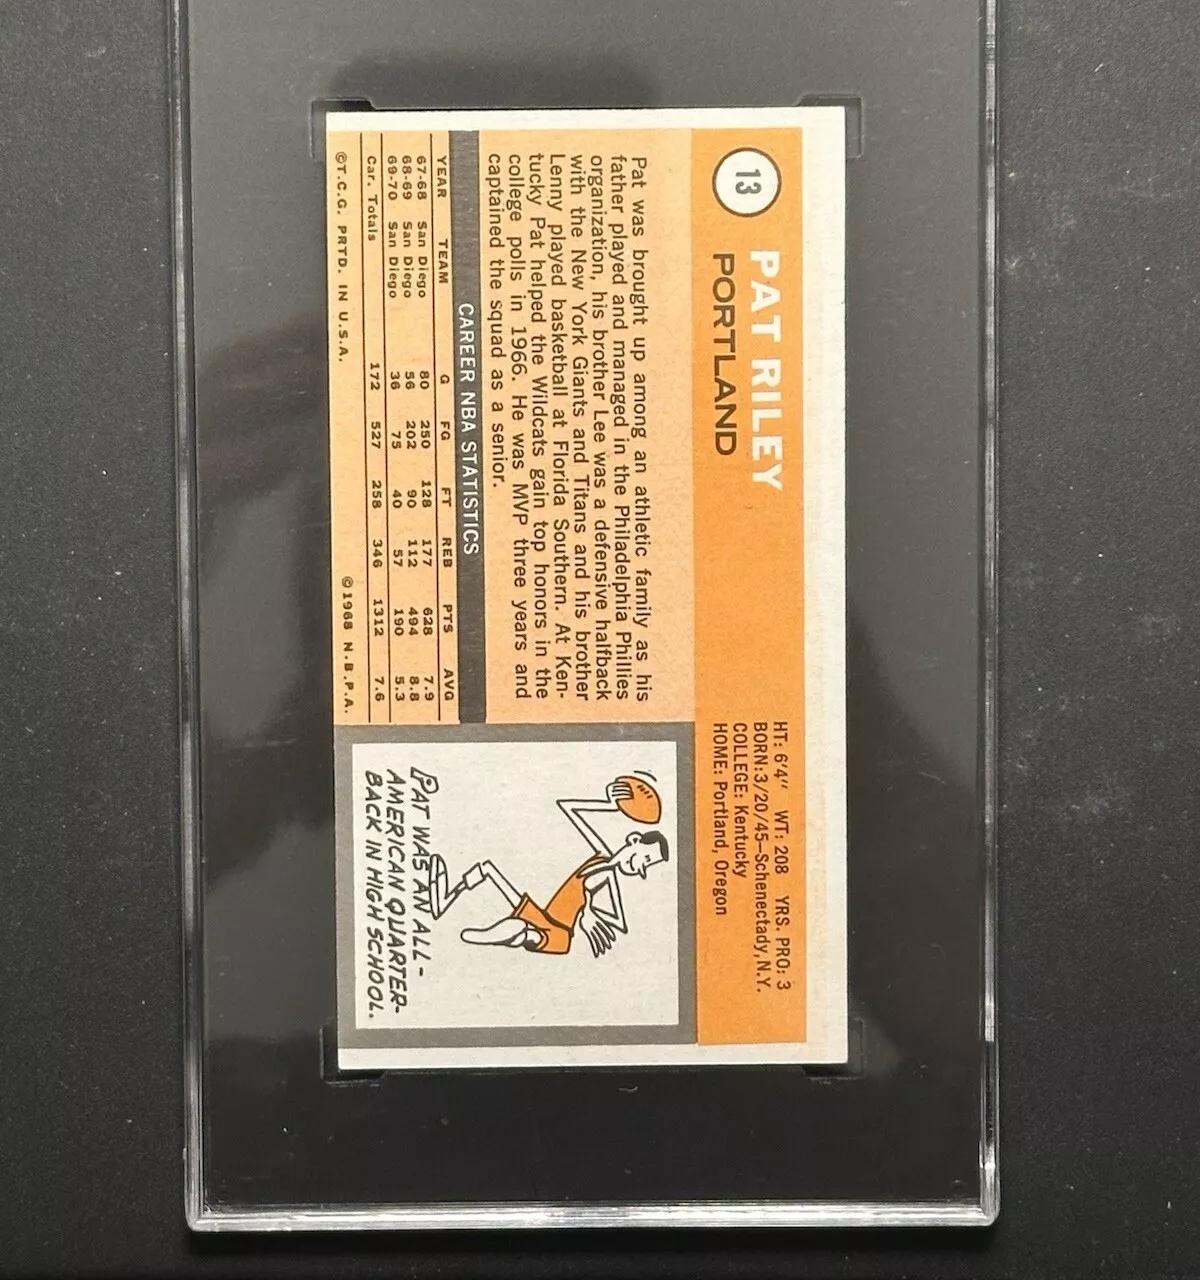 13
PAT RILEY
PORTLAND
HT: 6'4" WT: 208 YRS. PRO: 3
BORN: 3/20/45—Schenectady, N.Y.
COLLEGE: Kentucky
HOME: Portland, Oregon
Pat was brought up among an athletic family as his
father played and managed in the Philadelphia Phillies
organization, his brother Lee was a defensive halfback
with the New York Giants and Titans and his brother
Lenny played basketball at Florida Southern. At Ken-
tucky Pat helped the Wildcats gain top honors in the
college polls in 1966. He was MVP three years and
captained the squad as a senior.
CAREER NBA STATISTICS
YEAR TEAM G FG FT REB PTS AVG
67-68 San Diego 80 250 128 177 628 7.9
68-69 San Diego 56 202 90 112 494 8.8
69-70 San Diego 36 75 40 57 190 5.3
Car. Totals 172 527 258 346 1312 7.6
©T.C.G. PRTD. IN U.S.A. ©1968 N.B.P.A.
PAT WAS AN ALL-
AMERICAN QUARTER-
BACK IN HIGH SCHOOL.